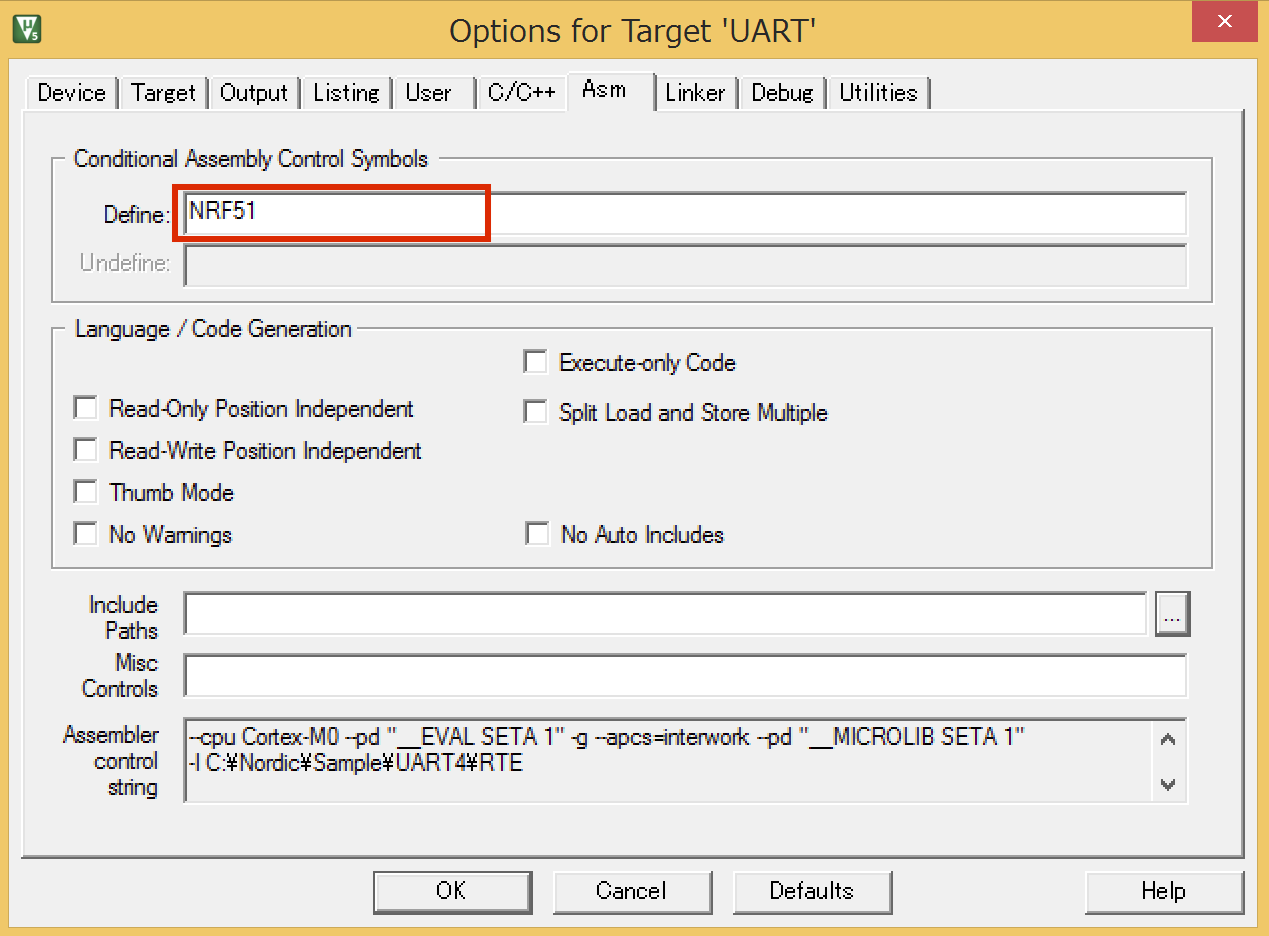 Options for Target 'UART'
Device Target Output Listing User C/C++ Asm Linker Debug Utilities
Conditional Assembly Control Symbols
Define: NRF51
Undefine:
Language / Code Generation
Execute-only Code
Read-Only Position Independent
Split Load and Store Multiple
Read-Write Position Independent
Thumb Mode
No Warnings
No Auto Includes
Include
Paths
...
Misc
Controls
Assembler
control
string
--cpu Cortex-M0 --pd "__EVAL SETA 1" -g --apcs=interwork --pd "__MICROLIB SETA 1"
-I C:¥Nordic¥Sample¥UART4¥RTE
OK Cancel Defaults Help